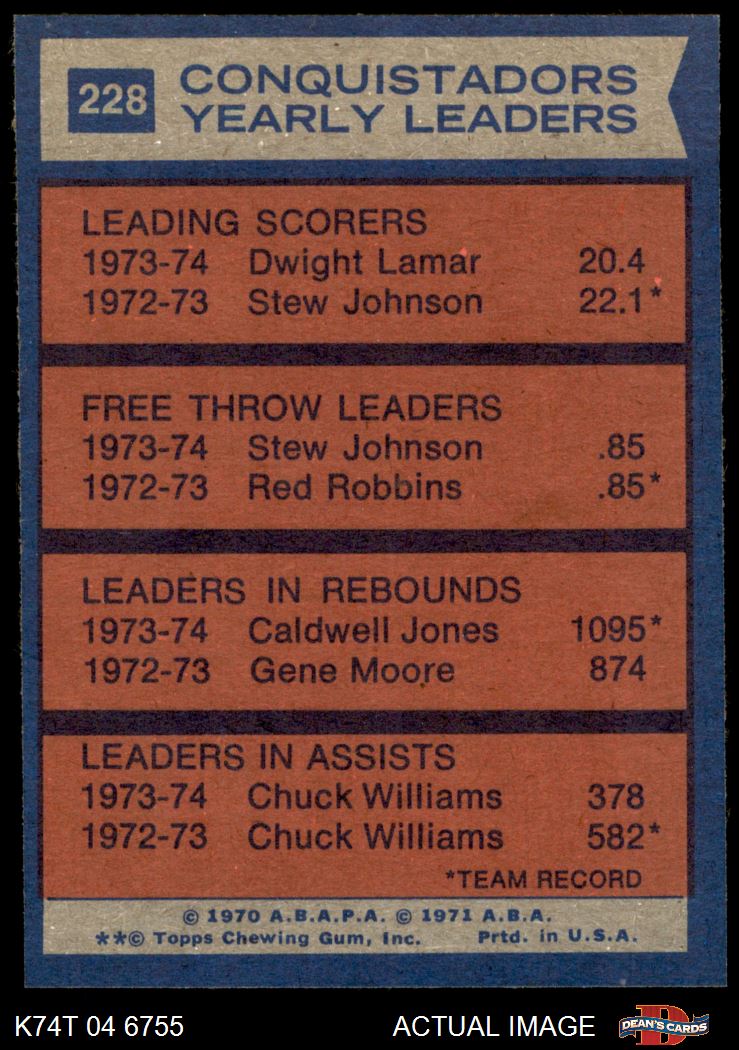 228
CONQUISTADORS
YEARLY LEADERS
LEADING SCORERS
1973-74 Dwight Lamar 20.4
1972-73 Stew Johnson 22.1*
FREE THROW LEADERS
1973-74 Stew Johnson .85
1972-73 Red Robbins .85*
LEADERS IN REBOUNDS
1973-74 Caldwell Jones 1095*
1972-73 Gene Moore 874
LEADERS IN ASSISTS
1973-74 Chuck Williams 378
1972-73 Chuck Williams 582*
*TEAM RECORD
© 1970 A.B.A.P.A. © 1971 A.B.A.
**© Topps Chewing Gum, Inc. Prtd. in U.S.A.
K74T 04 6755 ACTUAL IMAGE
D
DEAN'S CARDS